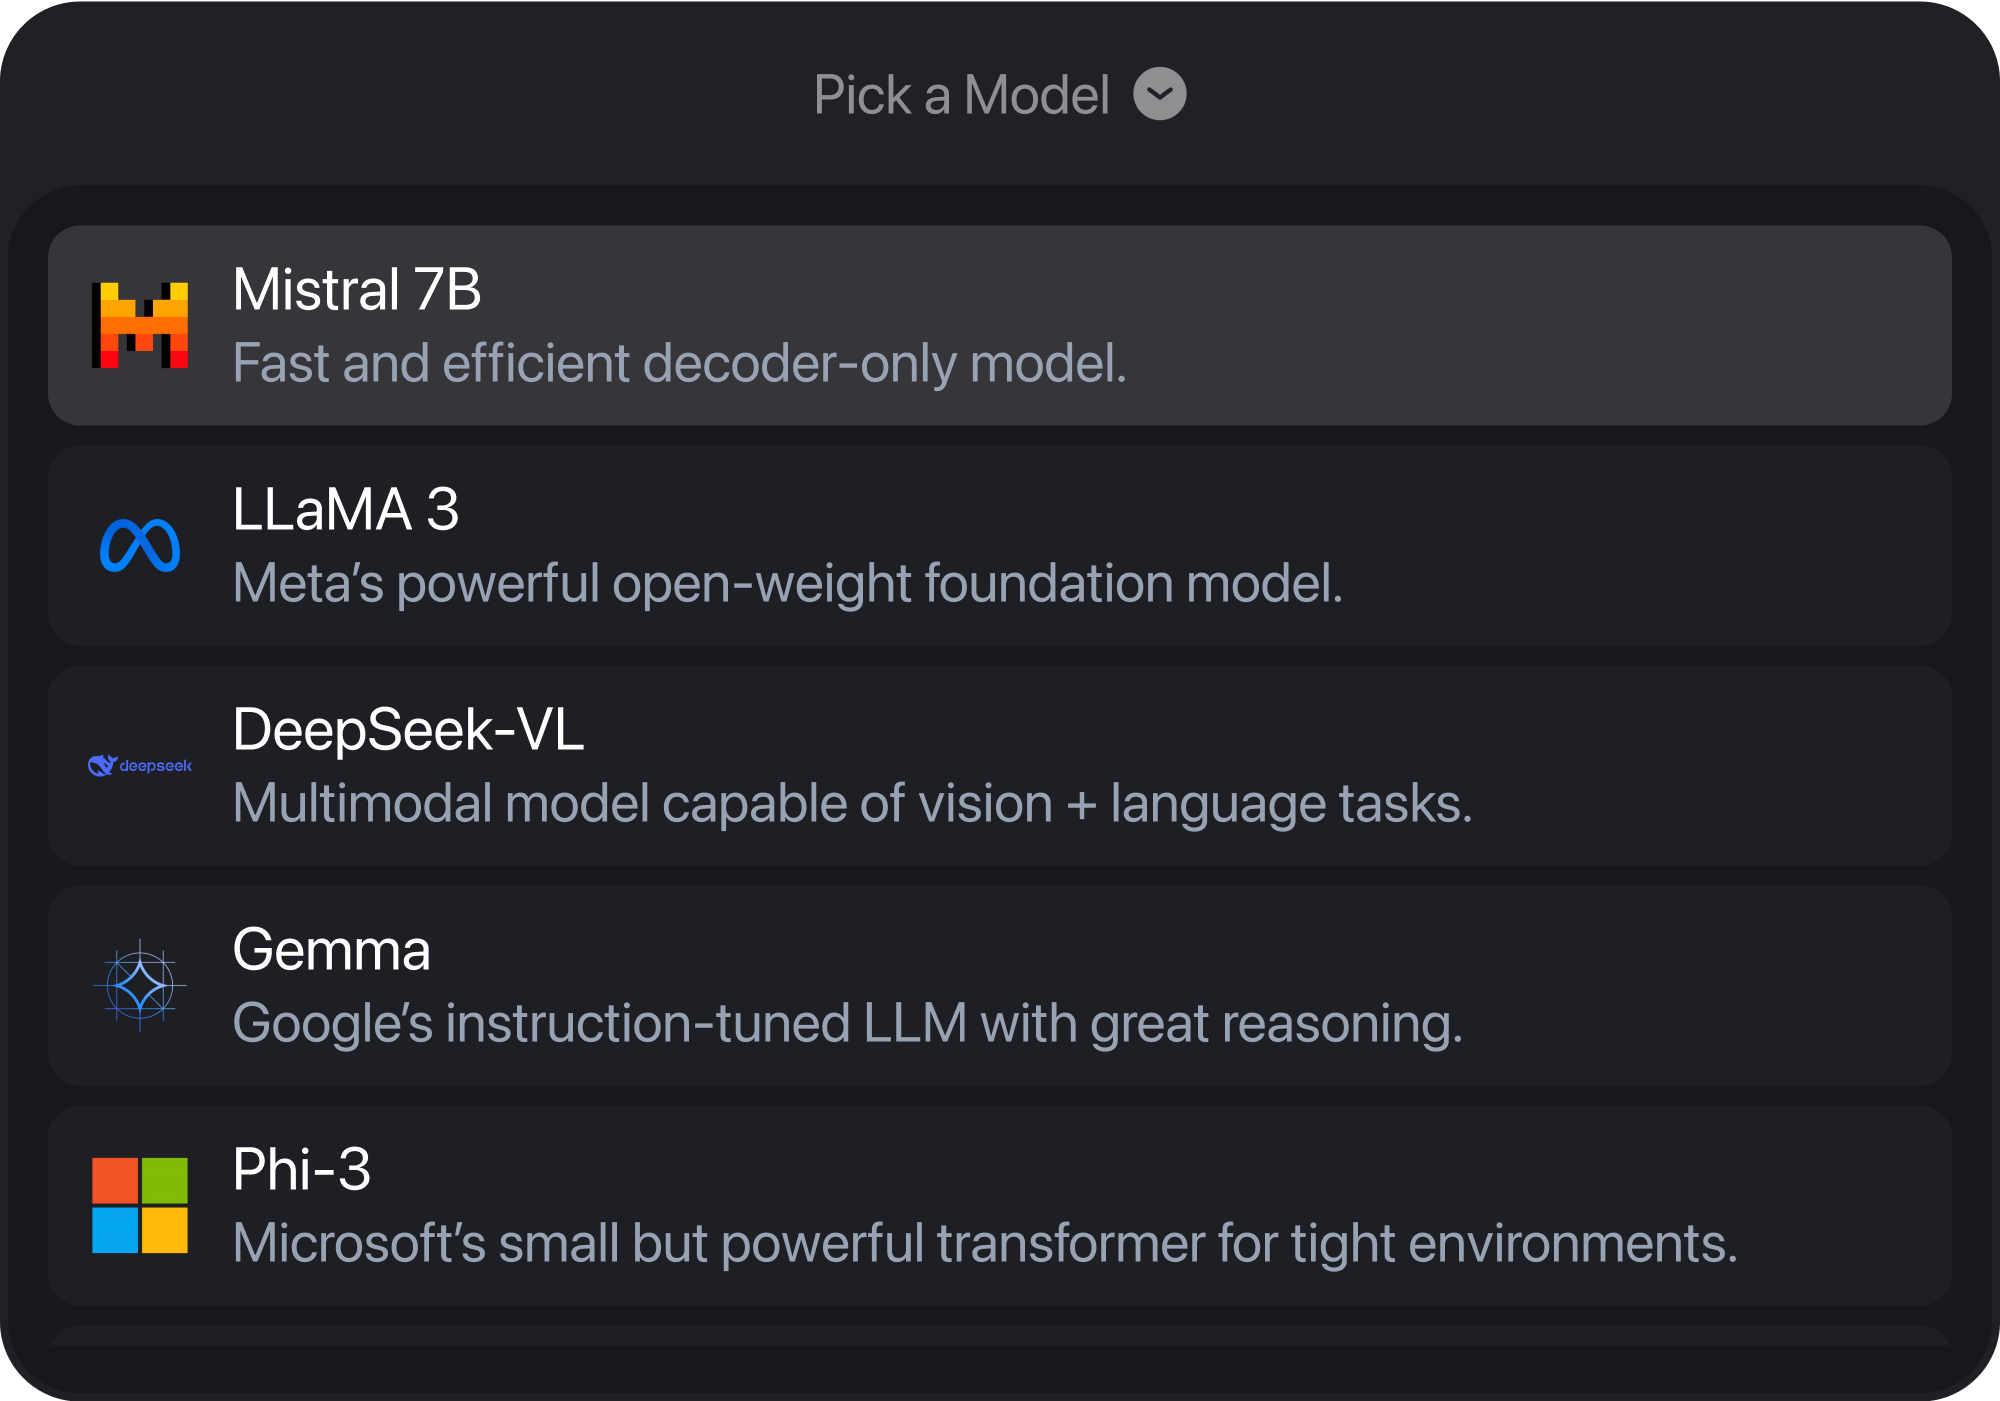 Pick a Model
Mistral 7B
Fast and efficient decoder-only model.
LLaMA 3
Meta’s powerful open-weight foundation model.
deepseek
DeepSeek-VL
Multimodal model capable of vision + language tasks.
Gemma
Google’s instruction-tuned LLM with great reasoning.
Phi-3
Microsoft’s small but powerful transformer for tight environments.